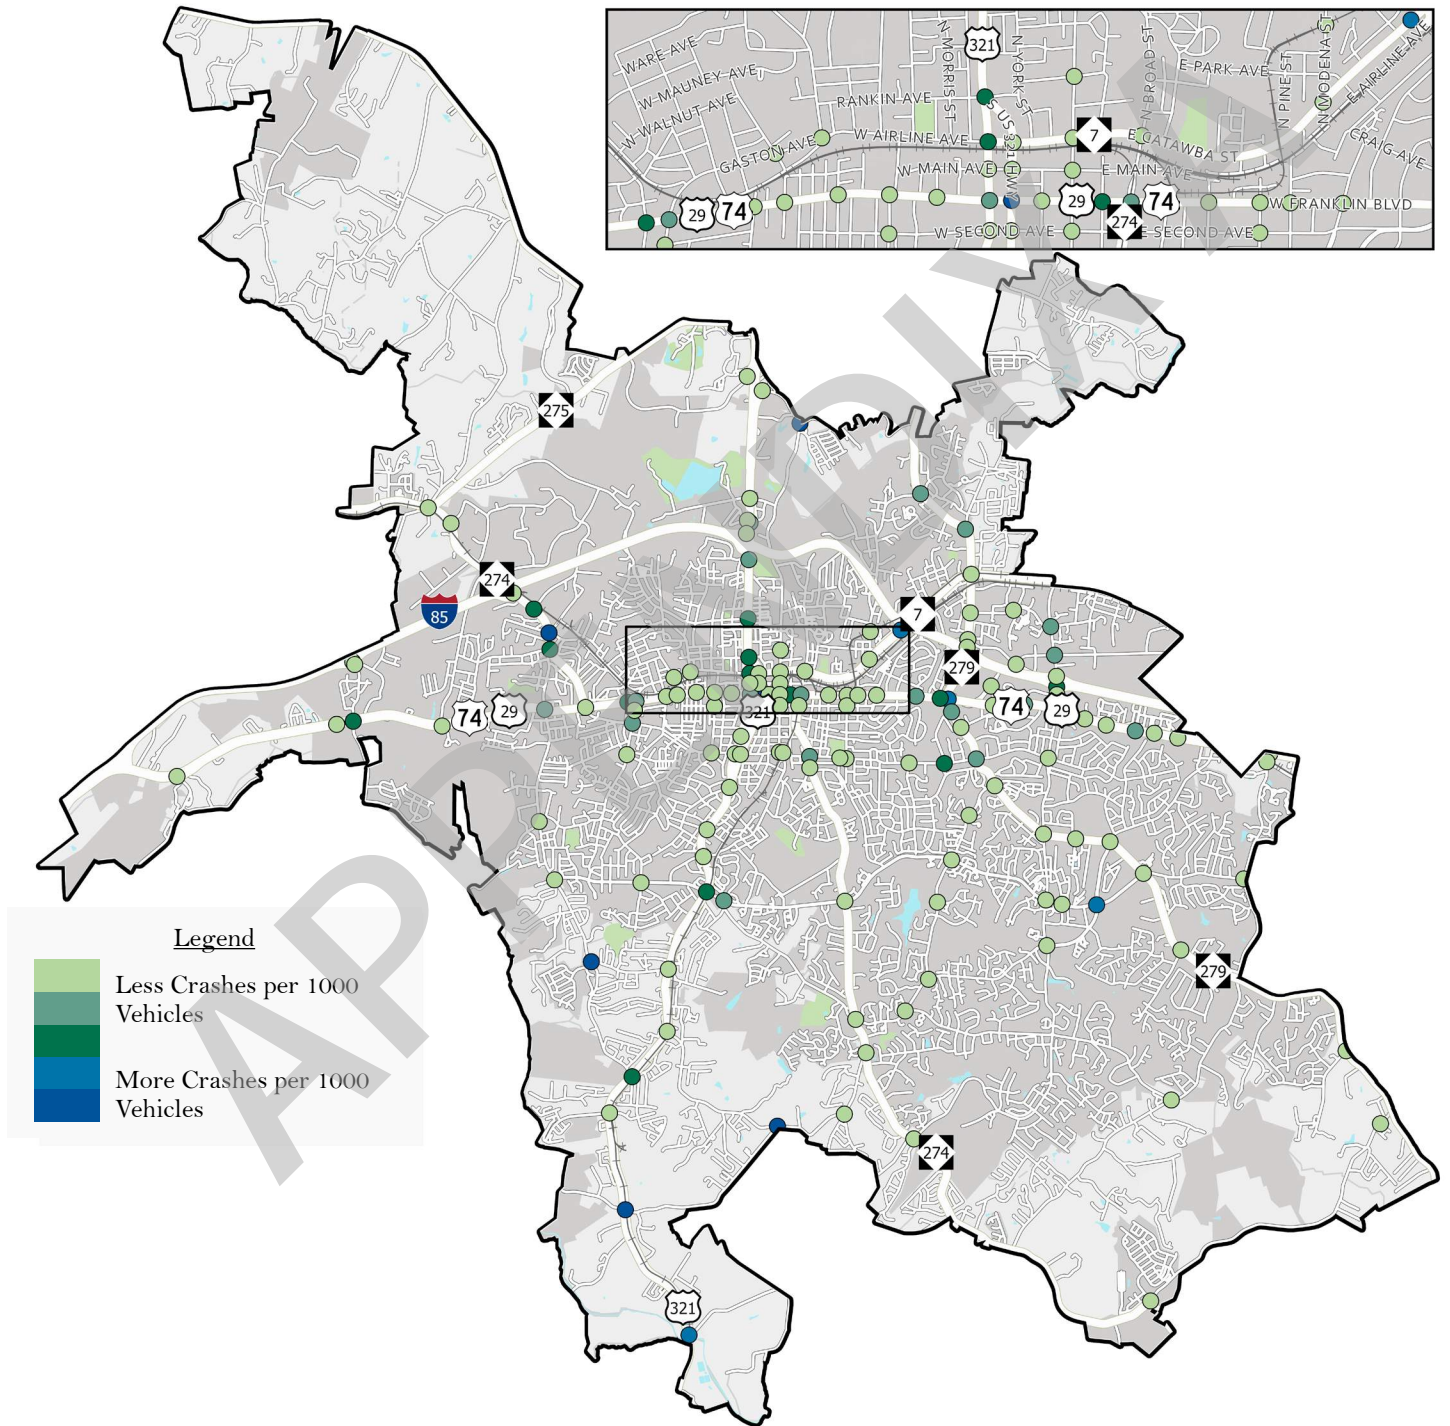 WARE AVE
W MAUNEY AVE
W WALNUT AVE
GASTON AVE
RANKIN AVE
W AIRLINE AVE
W MAIN AVE
W SECOND AVE
N MORRIS ST
321
N YORK ST
S US 321 HWY
7
E PARK AVE
N BROAD ST
E CATAWBA ST
E MAIN AVE
N PINE ST
N MODENA ST
E AIRLINE AVE
CRAIG AVE
W FRANKLIN BLVD
E SECOND AVE
29
74
29
74
274
275
274
85
7
279
74
29
321
74
29
279
274
321
Legend
Less Crashes per 1000
Vehicles
More Crashes per 1000
Vehicles